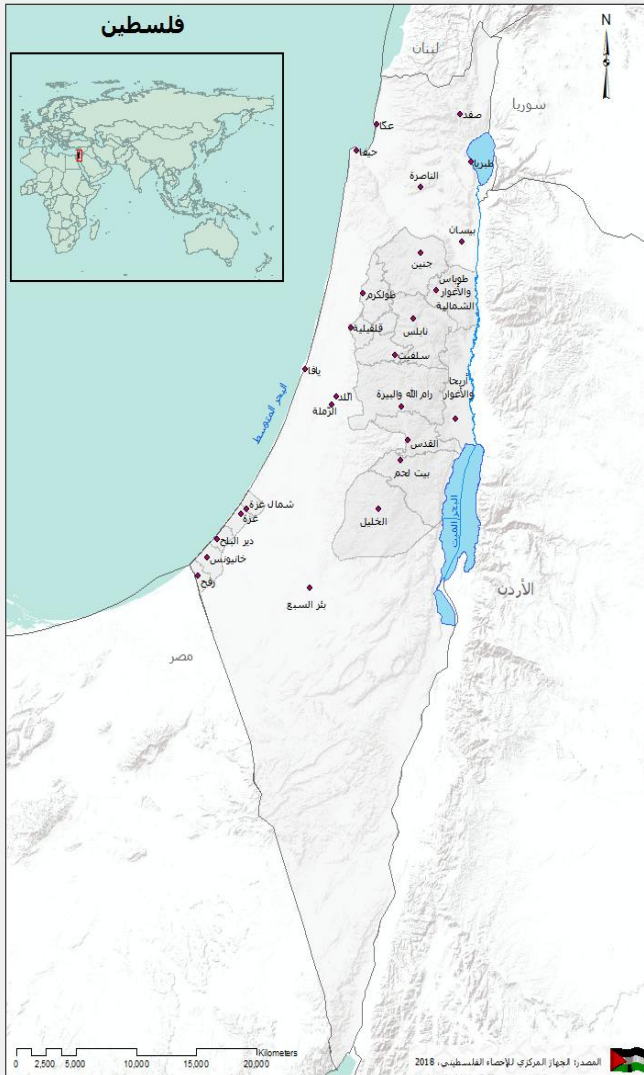 فلسطين
N
لبنان
سوريا
صفد
عكا
حيفا
طبريا
الناصرة
بيسان
جنين
طوباس
والأغوار
الشمالية
طولكرم
نابلس
قلقيلية
سلفيت
يافا
أريحا
والأغوار
اللد
الرملة
رام الله والبيرة
البحر المتوسط
القدس
بيت لحم
البحر الميت
شمال غزة
غزة
الخليل
دير البلح
خانيونس
رفح
بئر السبع
الأردن
مصر
Kilometers
0 2,500 5,000 10,000 15,000 20,000
المصدر: الجهاز المركزي للإحصاء الفلسطيني، 2018